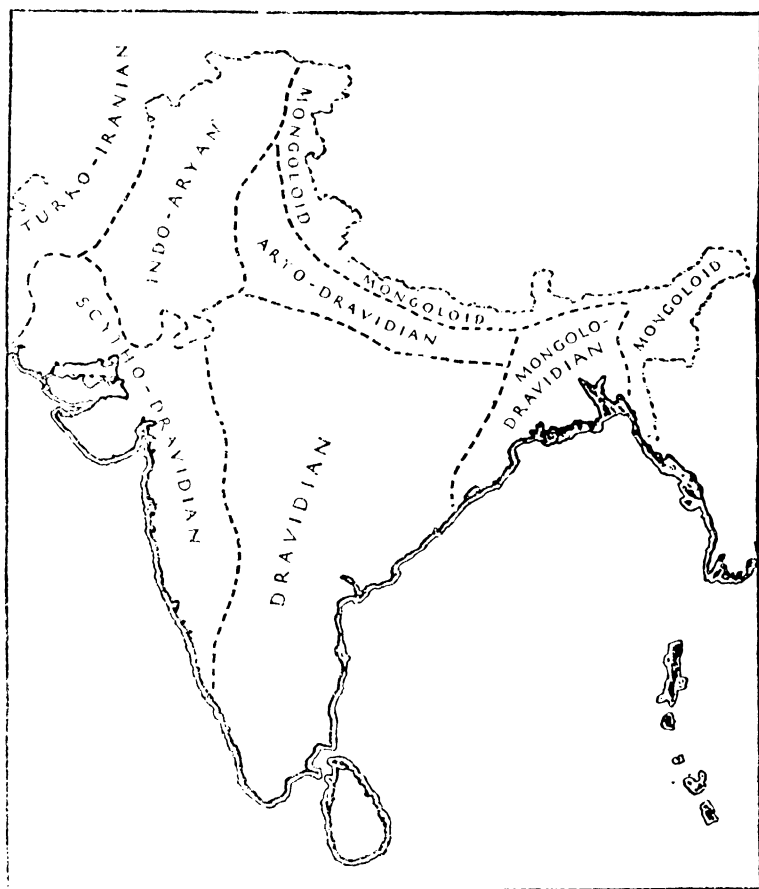 TURKO-IRANIAN
INDO-ARYAN
MONGOLOID
ARYO-DRAVIDIAN
MONGOLOID
MONGOLOID
SCYTHO-DRAVIDIAN
MONGOLO-
DRAVIDIAN
DRAVIDIAN